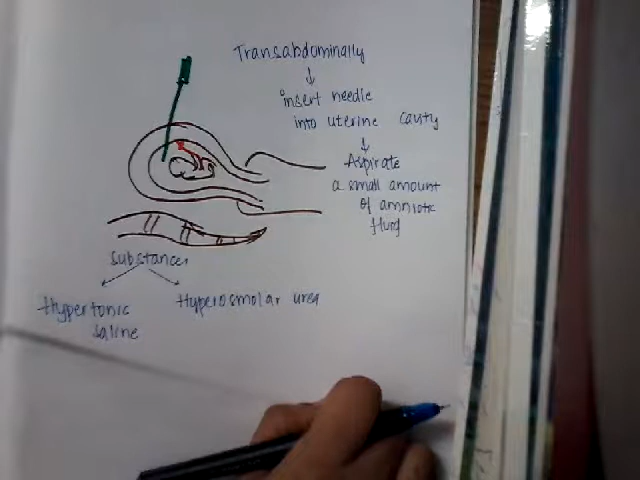 Transabdominally
↓
insert needle
into uterine cavity
↓
Aspirate
a small amount
of amniotic
fluid
substances
Hypertonic
saline
Hyperosmolar urea